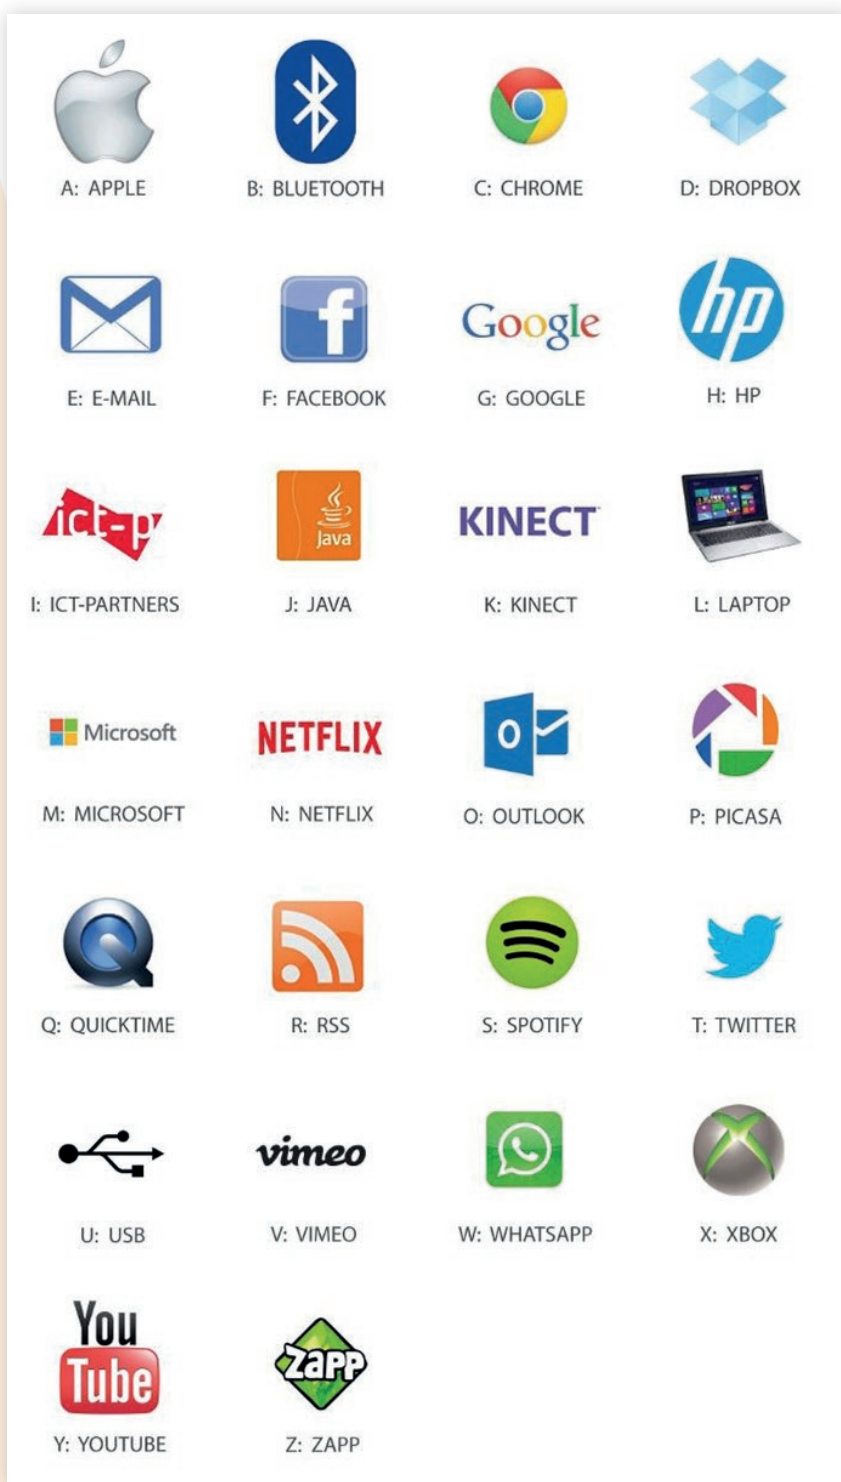 A: APPLE
B: BLUETOOTH
C: CHROME
D: DROPBOX
E: E-MAIL
f
F: FACEBOOK
Google
G: GOOGLE
hp
H: HP
ict-p
I: ICT-PARTNERS
Java
J: JAVA
KINECT
K: KINECT
L: LAPTOP
Microsoft
M: MICROSOFT
NETFLIX
N: NETFLIX
O
O: OUTLOOK
P: PICASA
Q: QUICKTIME
R: RSS
S: SPOTIFY
T: TWITTER
U: USB
vimeo
V: VIMEO
W: WHATSAPP
X: XBOX
You
Tube
Y: YOUTUBE
zapp
Z: ZAPP